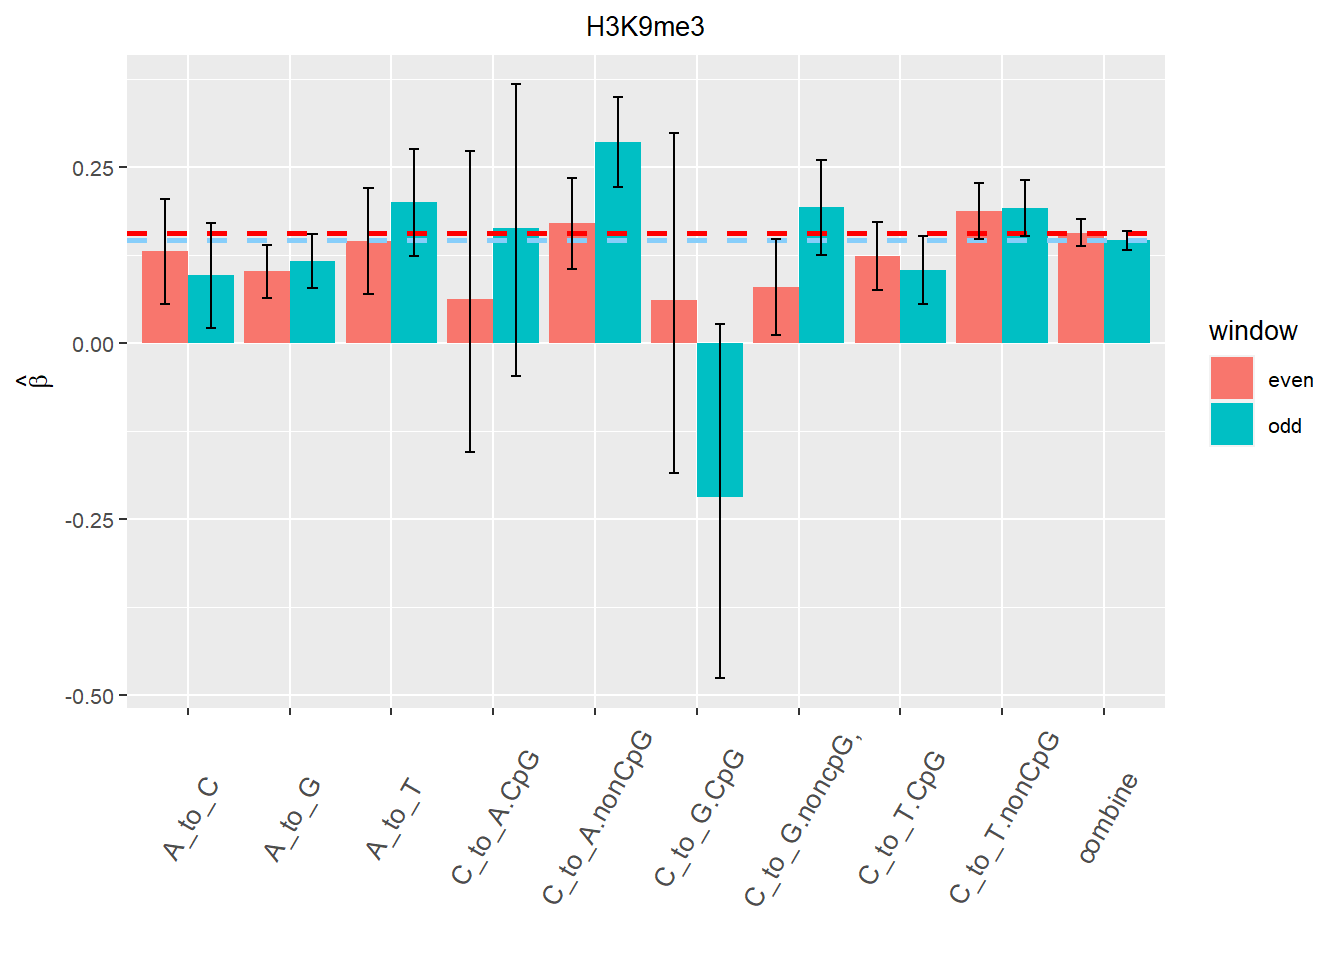 H3K9me3
0.25
0.00
-0.25
-0.50
β̂
A_to_C
A_to_G
A_to_T
C_to_A.CpG
C_to_A.nonCpG
C_to_G.CpG
C_to_G.noncpG,
C_to_T.CpG
C_to_T.nonCpG
combine
window
even
odd